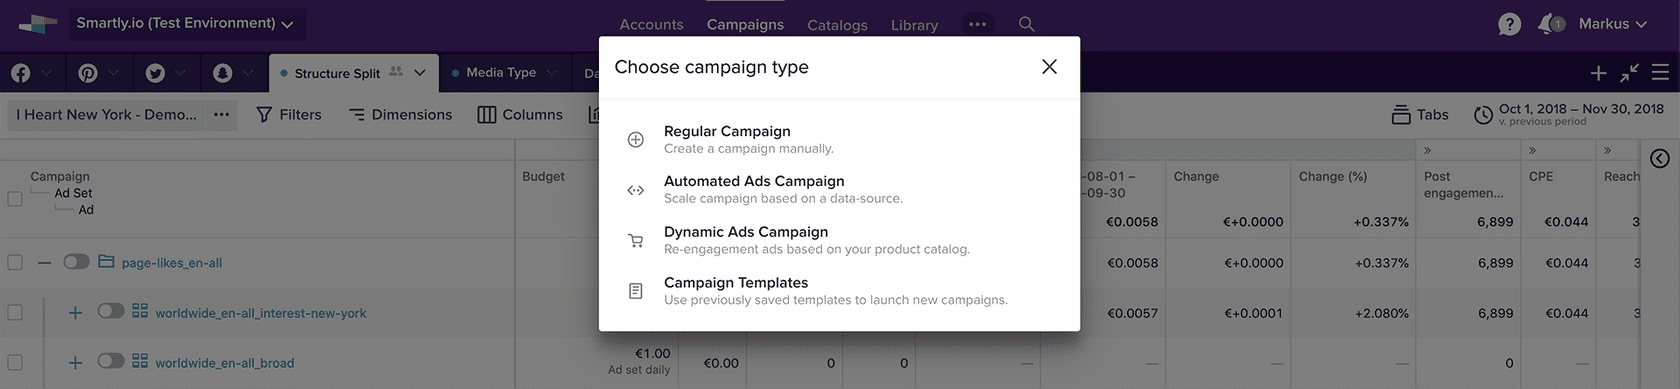 Smartly.io (Test Environment)
Accounts
Campaigns
Catalogs
Library
?
1
Markus
Structure Split
Media Type
I Heart New York - Demo...
Filters
Dimensions
Columns
Tabs
Oct 1, 2018 – Nov 30, 2018
v. previous period
Choose campaign type
Regular Campaign
Create a campaign manually.
Automated Ads Campaign
Scale campaign based on a data-source.
Dynamic Ads Campaign
Re-engagement ads based on your product catalog.
Campaign Templates
Use previously saved templates to launch new campaigns.
Campaign
Ad Set
Ad
Budget
-08-01 –
-09-30
Change
Change (%)
Post
engagemen...
CPE
Reach
€0.0058 €+0.0000 +0.337% 6,899 €0.044 3
page-likes_en-all €0.0058 €+0.0000 +0.337% 6,899 €0.044 3
worldwide_en-all_interest-new-york €0.0057 €+0.0001 +2.080% 6,899 €0.044 3
worldwide_en-all_broad €1.00 €0.00 0 0 — — — — 0 —
Ad set daily